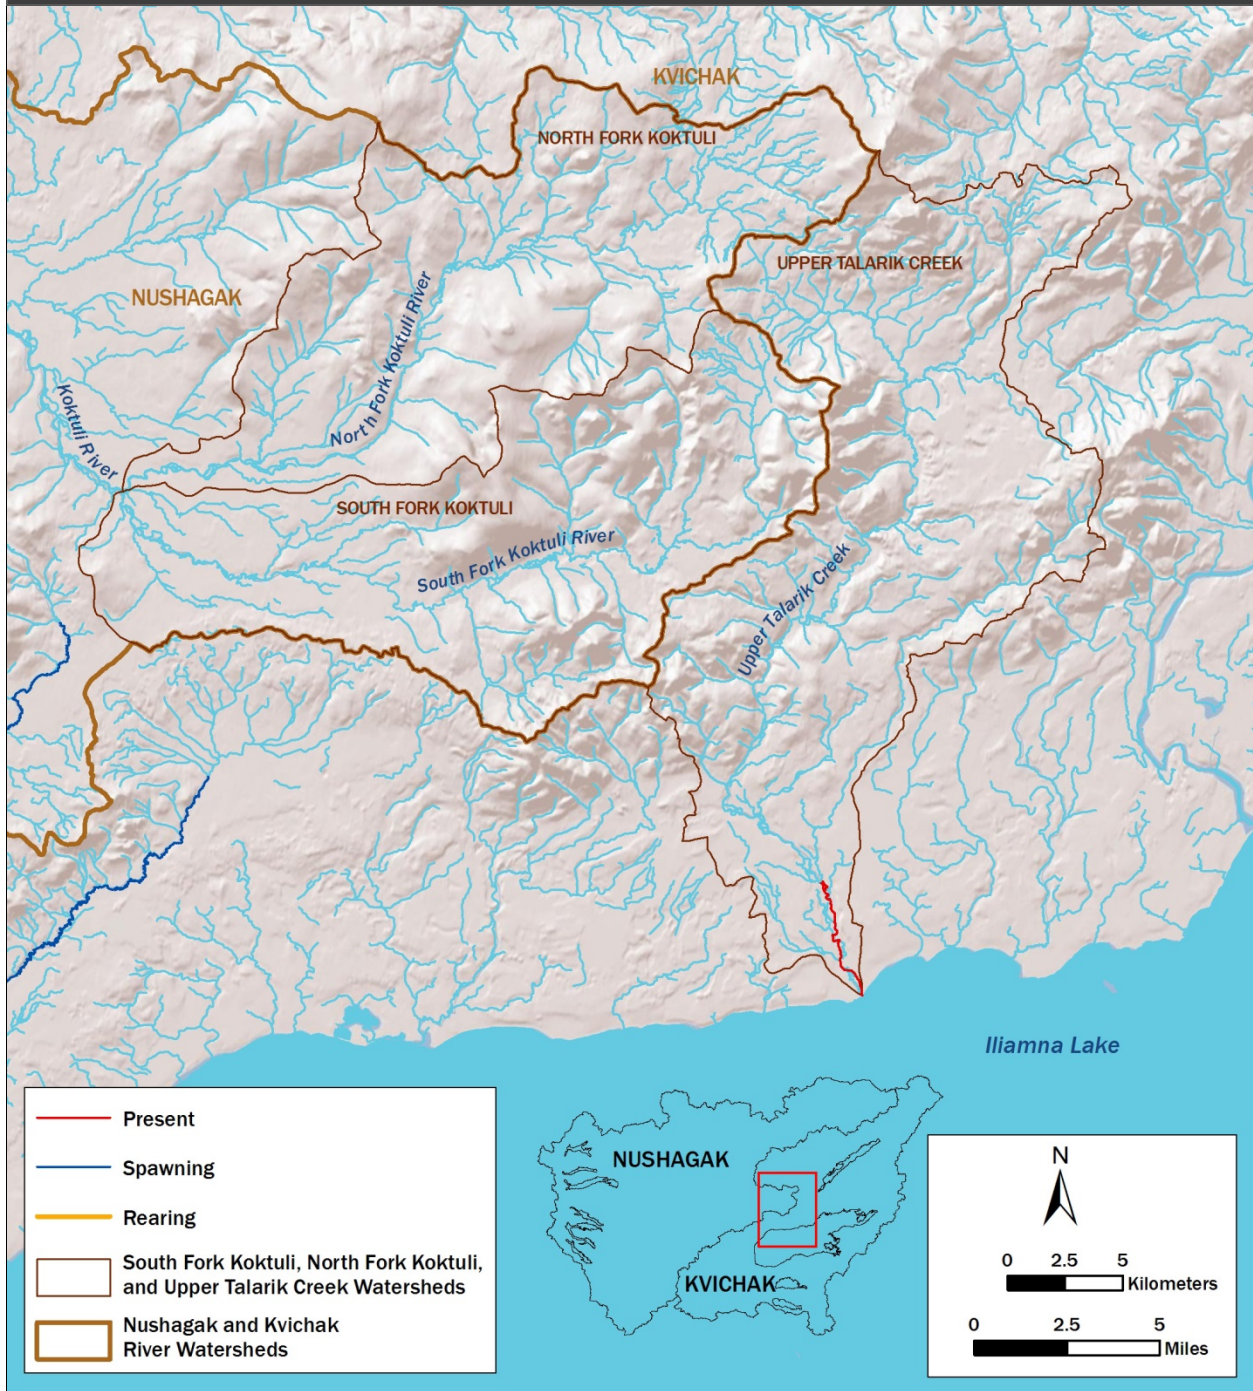 KVICHAK
NORTH FORK KOKTULI
UPPER TALARIK CREEK
NUSHAGAK
North Fork Koktuli River
Koktuli River
SOUTH FORK KOKTULI
South Fork Koktuli River
Upper Talarik Creek
Iliamna Lake
Present
Spawning
Rearing
South Fork Koktuli, North Fork Koktuli,
and Upper Talarik Creek Watersheds
Nushagak and Kvichak
River Watersheds
NUSHAGAK
KVICHAK
N
0 2.5 5
Kilometers
0 2.5 5
Miles